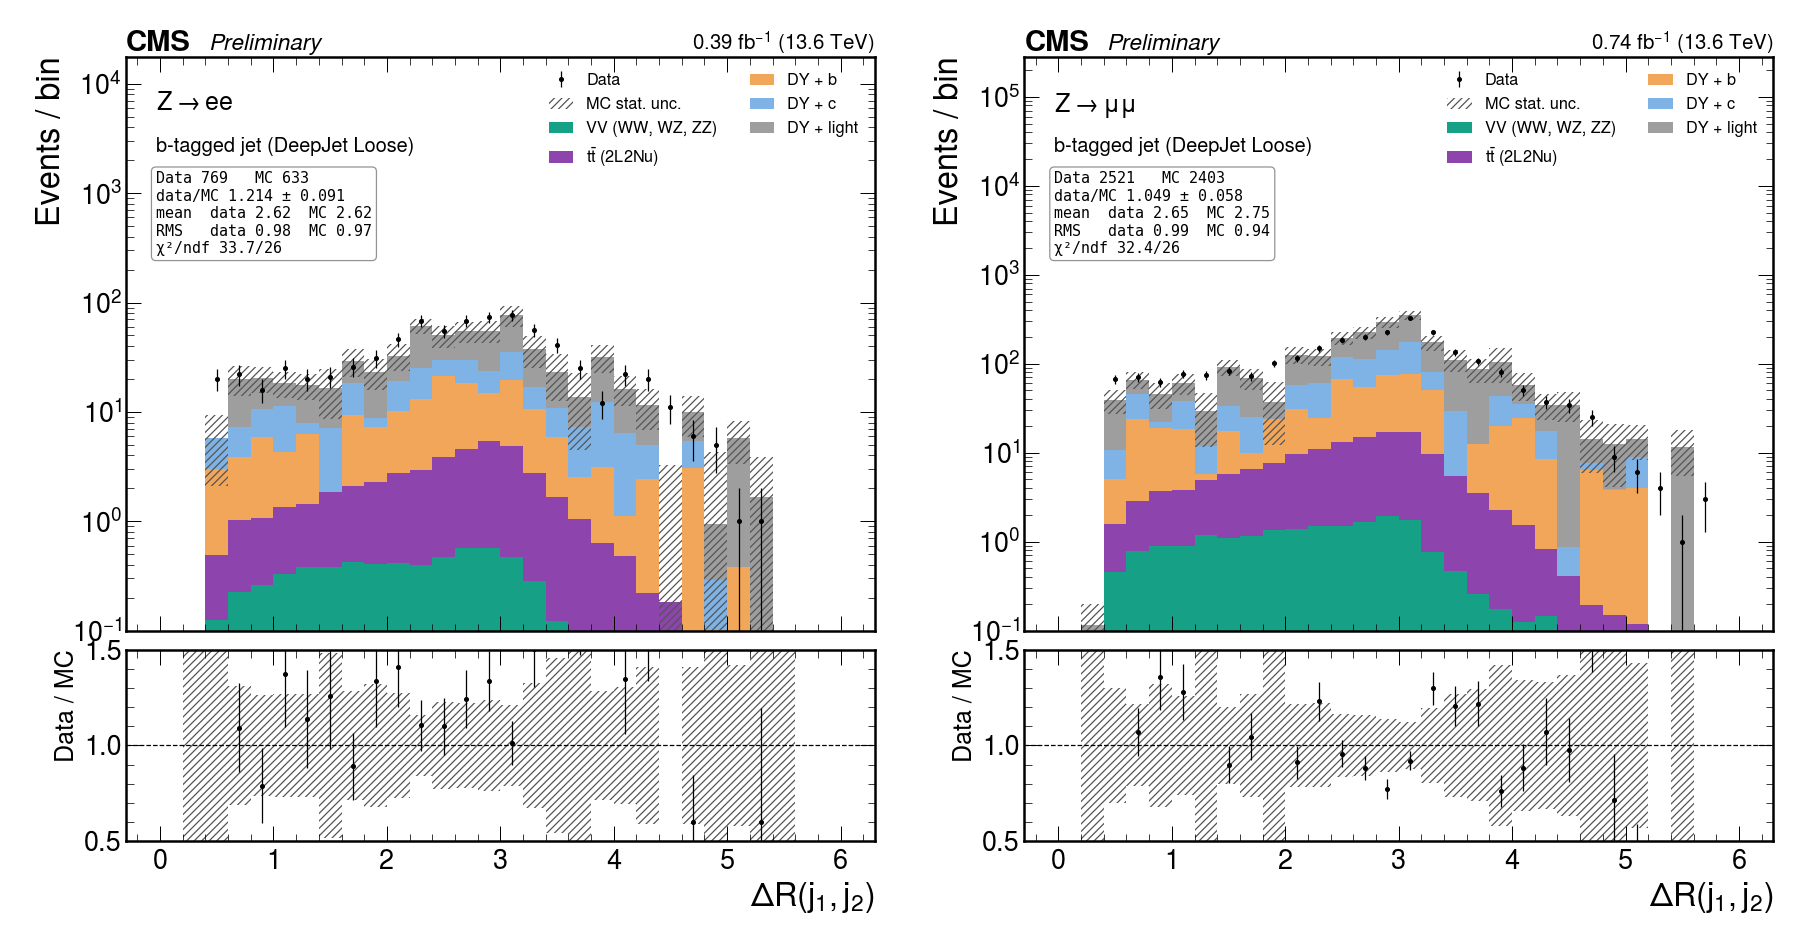 CMS Preliminary 0.39 fb⁻¹ (13.6 TeV)
Events / bin
10⁴
10³
10²
10¹
10⁰
10⁻¹
Z → ee
b-tagged jet (DeepJet Loose)
Data 769 MC 633
data/MC 1.214 ± 0.091
mean data 2.62 MC 2.62
RMS data 0.98 MC 0.97
χ²/ndf 33.7/26
Data
MC stat. unc.
VV (WW, WZ, ZZ)
tt̄ (2L2Nu)
DY + b
DY + c
DY + light
Data / MC
1.5
1.0
0.5
0 1 2 3 4 5 6
ΔR(j₁, j₂)
CMS Preliminary 0.74 fb⁻¹ (13.6 TeV)
Events / bin
10⁵
10⁴
10³
10²
10¹
10⁰
10⁻¹
Z → μμ
b-tagged jet (DeepJet Loose)
Data 2521 MC 2403
data/MC 1.049 ± 0.058
mean data 2.65 MC 2.75
RMS data 0.99 MC 0.94
χ²/ndf 32.4/26
Data
MC stat. unc.
VV (WW, WZ, ZZ)
tt̄ (2L2Nu)
DY + b
DY + c
DY + light
Data / MC
1.5
1.0
0.5
0 1 2 3 4 5 6
ΔR(j₁, j₂)